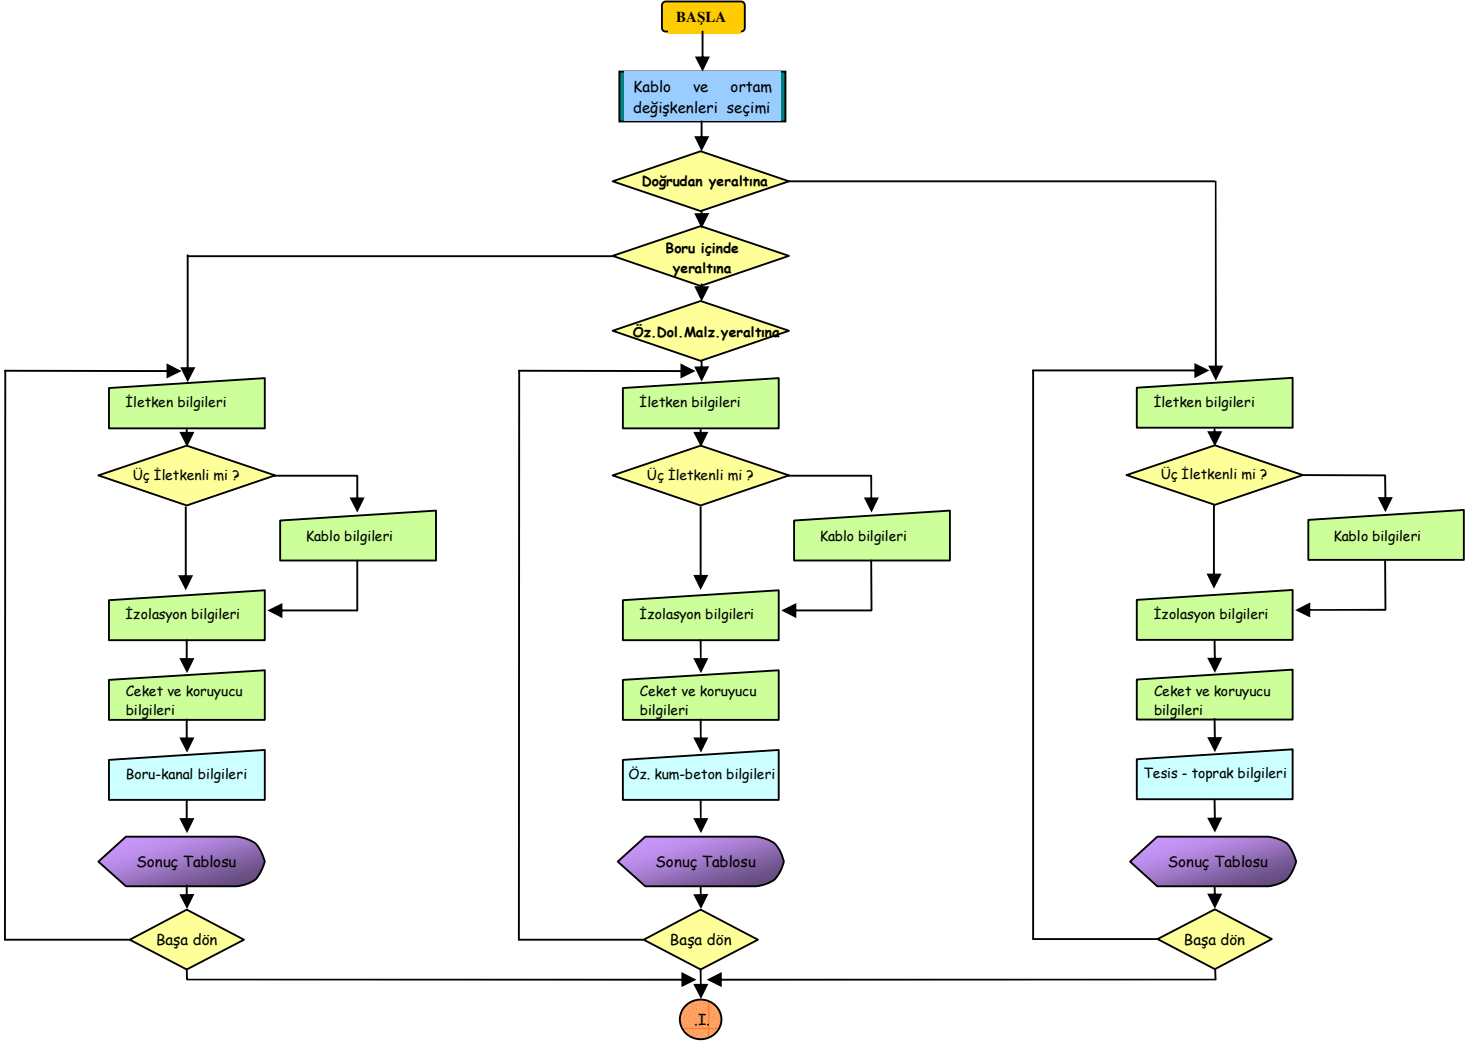 BAŞLA
Kablo ve ortam
değişkenleri seçimi
Doğrudan yeraltına
Boru içinde
yeraltına
Öz.Dol.Malz.yeraltına
İletken bilgileri
İletken bilgileri
İletken bilgileri
Üç İletkenli mi ?
Üç İletkenli mi ?
Üç İletkenli mi ?
Kablo bilgileri
Kablo bilgileri
Kablo bilgileri
İzolasyon bilgileri
İzolasyon bilgileri
İzolasyon bilgileri
Ceket ve koruyucu
bilgileri
Ceket ve koruyucu
bilgileri
Ceket ve koruyucu
bilgileri
Boru-kanal bilgileri
Öz. kum-beton bilgileri
Tesis - toprak bilgileri
Sonuç Tablosu
Sonuç Tablosu
Sonuç Tablosu
Başa dön
Başa dön
Başa dön
.I.